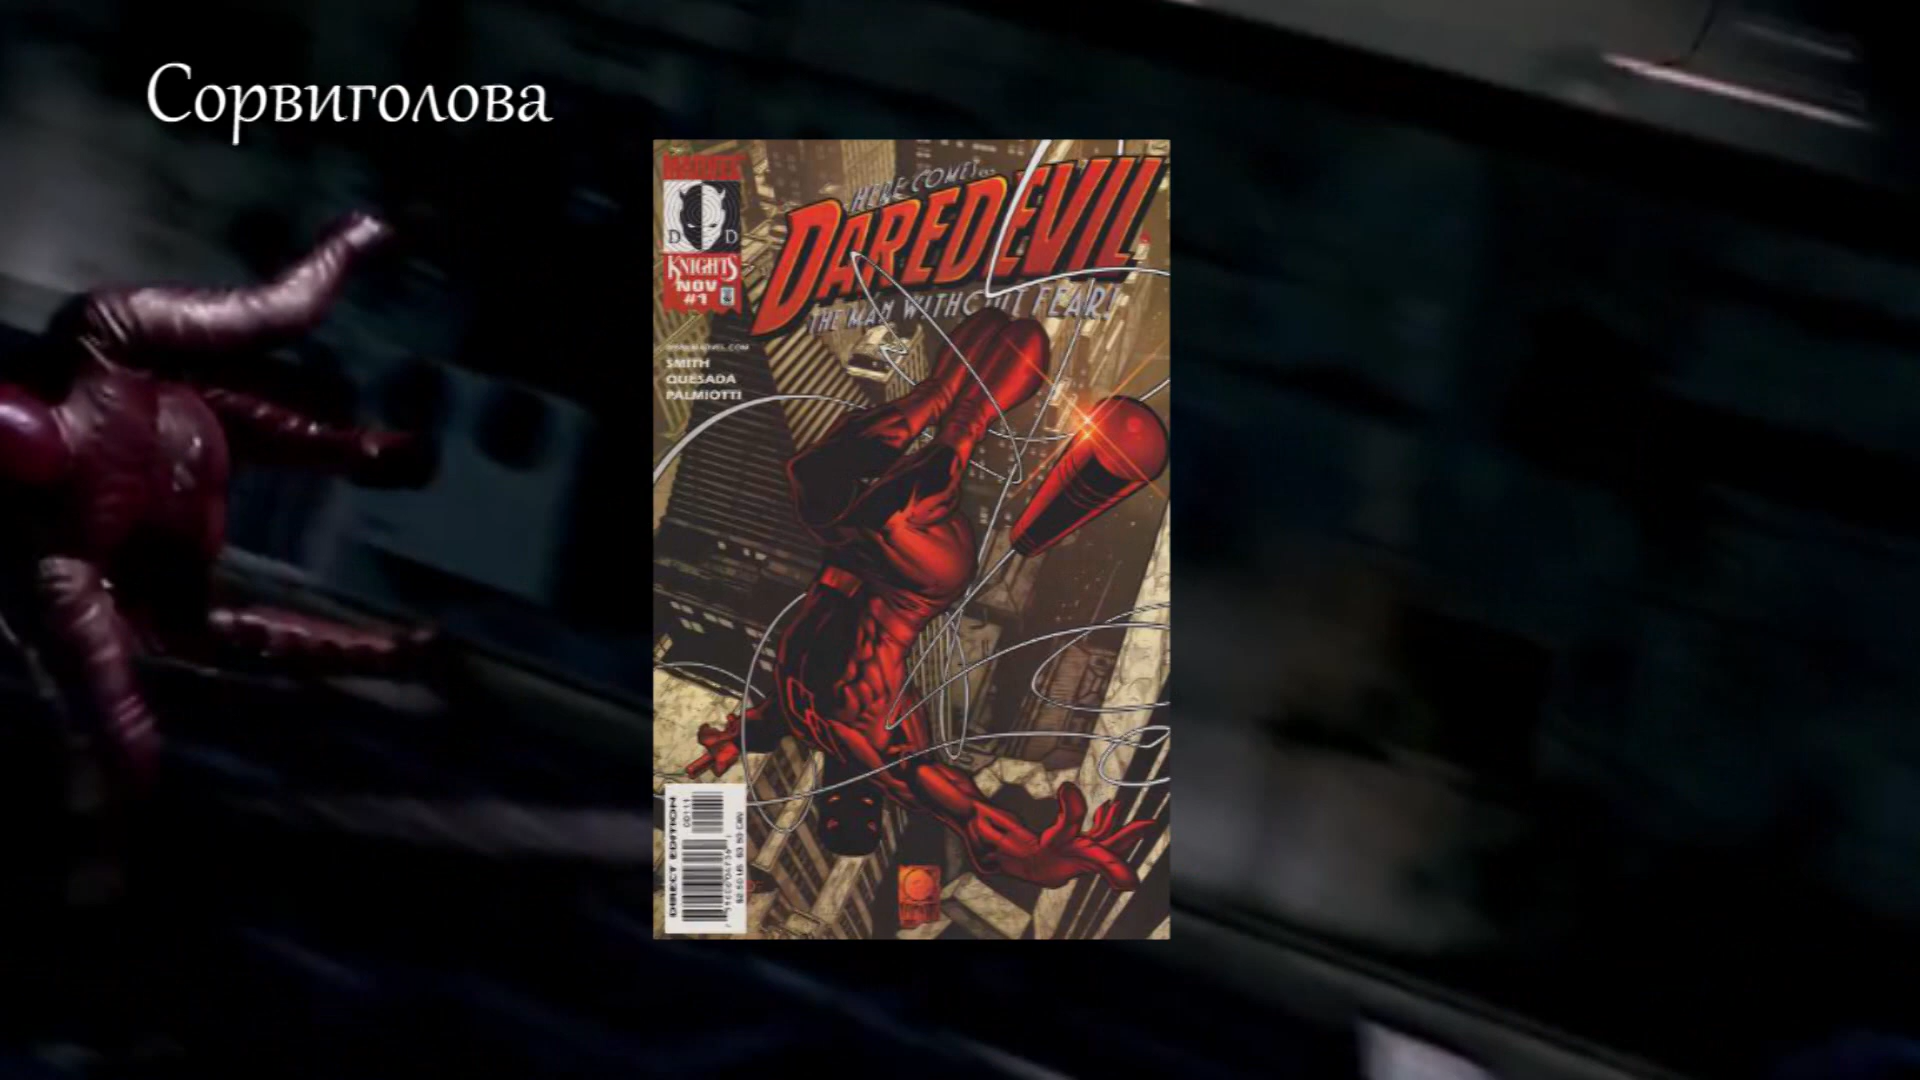 Сорвиголова
MARVEL
HERE COMES...
DAREDEVIL
THE MAN WITHOUT FEAR!
D D
KNIGHTS
NOV
#1
SMITH
QUESADA
PALMIOTTI
DIRECT EDITION